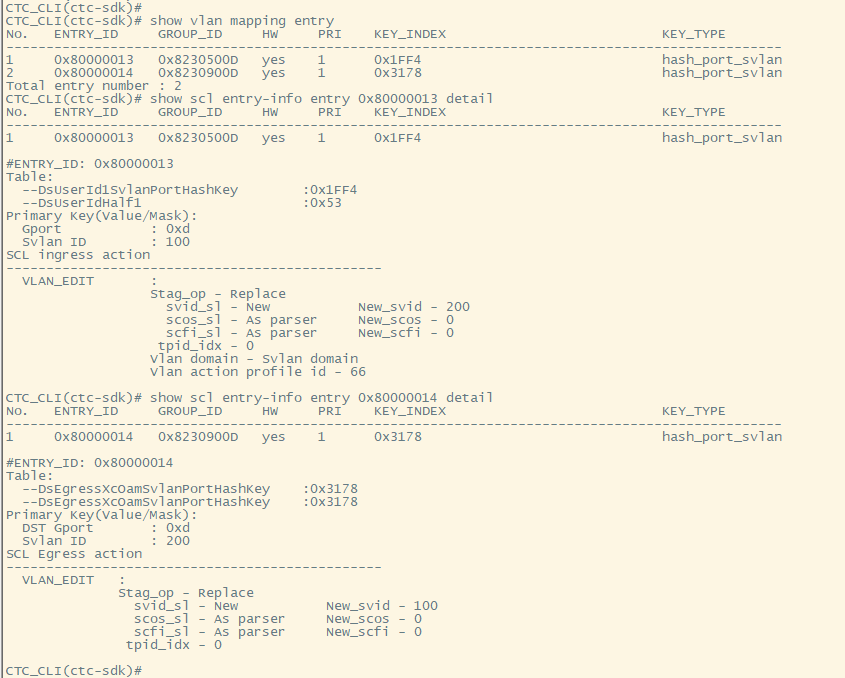 CTC_CLI(ctc-sdk)#
CTC_CLI(ctc-sdk)# show vlan mapping entry
No.   ENTRY_ID     GROUP_ID    HW    PRI    KEY_INDEX                           KEY_TYPE
-------------------------------------------------------------------------------------------------
1     0x80000013   0x8230500D  yes   1      0x1FF4                              hash_port_svlan
2     0x80000014   0x8230900D  yes   1      0x3178                              hash_port_svlan
Total entry number : 2
CTC_CLI(ctc-sdk)# show scl entry-info entry 0x80000013 detail
No.   ENTRY_ID     GROUP_ID    HW    PRI    KEY_INDEX                           KEY_TYPE
-------------------------------------------------------------------------------------------------
1     0x80000013   0x8230500D  yes   1      0x1FF4                              hash_port_svlan
#ENTRY_ID: 0x80000013
Table:
  --DsUserId1SvlanPortHashKey        :0x1FF4
  --DsUserIdHalf1                    :0x53
Primary Key(Value/Mask):
  Gport           : 0xd
  Svlan ID        : 100
SCL ingress action
-----------------------------------------------
  VLAN_EDIT       :
                  Stag_op - Replace
                    svid_sl - New             New_svid - 200
                    scos_sl - As parser       New_scos - 0
                    scfi_sl - As parser       New_scfi - 0
                   tpid_idx - 0
                  Vlan domain - Svlan domain
                  Vlan action profile id - 66
CTC_CLI(ctc-sdk)# show scl entry-info entry 0x80000014 detail
No.   ENTRY_ID     GROUP_ID    HW    PRI    KEY_INDEX                           KEY_TYPE
-------------------------------------------------------------------------------------------------
1     0x80000014   0x8230900D  yes   1      0x3178                              hash_port_svlan
#ENTRY_ID: 0x80000014
Table:
  --DsEgressXcOamSvlanPortHashKey    :0x3178
  --DsEgressXcOamSvlanPortHashKey    :0x3178
Primary Key(Value/Mask):
  DST Gport       : 0xd
  Svlan ID        : 200
SCL Egress action
-----------------------------------------------
  VLAN_EDIT   :
              Stag_op - Replace
                svid_sl - New           New_svid - 100
                scos_sl - As parser     New_scos - 0
                scfi_sl - As parser     New_scfi - 0
               tpid_idx - 0
CTC_CLI(ctc-sdk)#